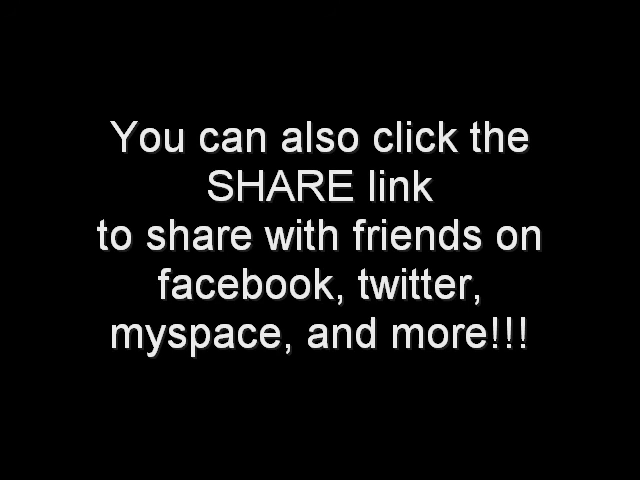 You can also click the
SHARE link
to share with friends on
facebook, twitter,
myspace, and more!!!